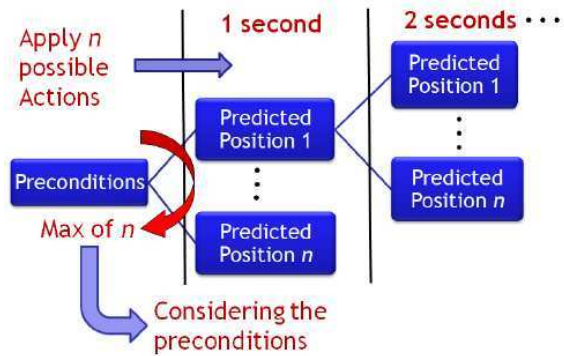 Apply n
possible
Actions
1 second
2 seconds ···
Predicted
Position 1
Predicted
Position 1
Preconditions
Predicted
Position n
Max of n
Predicted
Position n
Considering the
preconditions